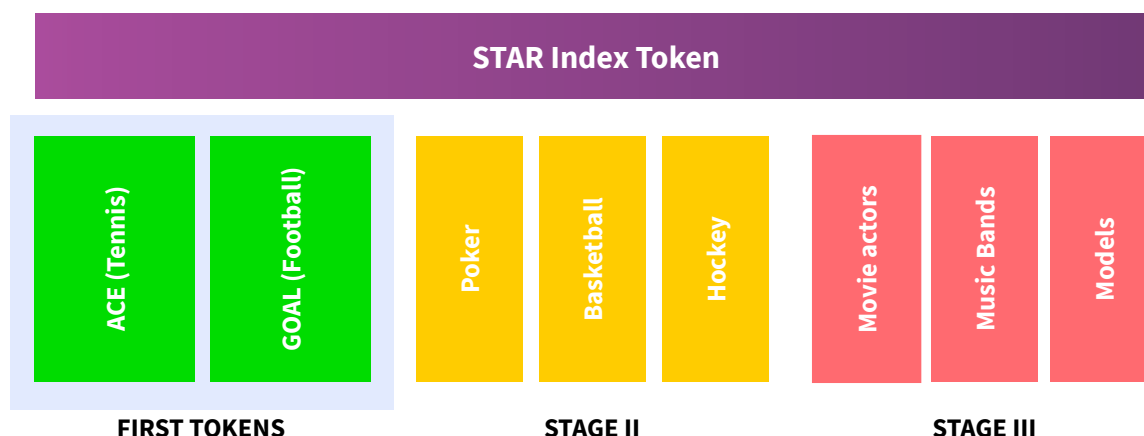 STAR Index Token
ACE (Tennis)
GOAL (Football)
Poker
Basketball
Hockey
Movie actors
Music Bands
Models
FIRST TOKENS
STAGE II
STAGE III